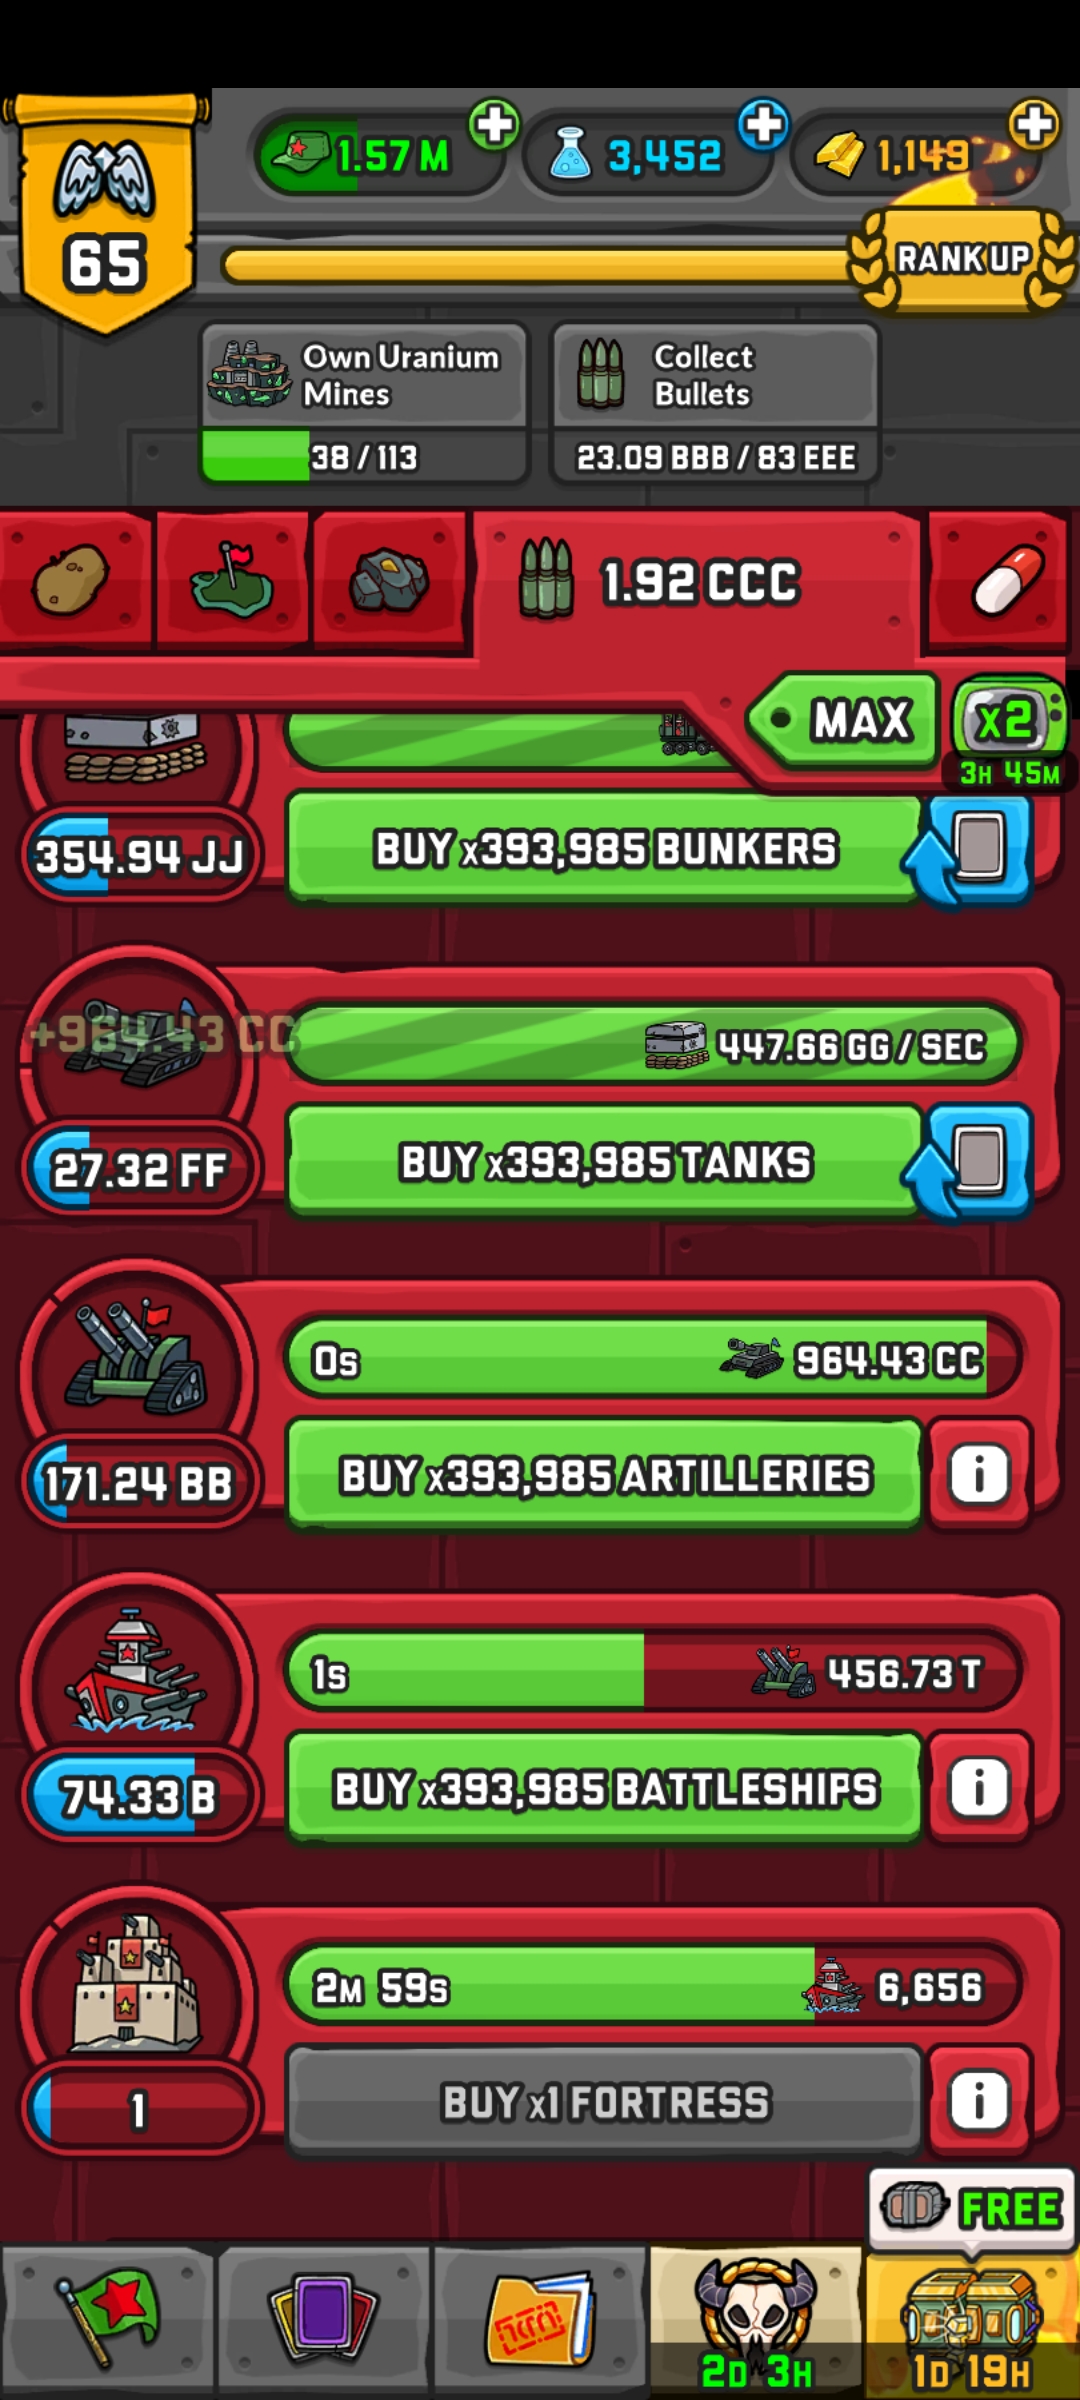 1.57 M
3,452
1,149
65
RANK UP
Own Uranium
Mines
38 / 113
Collect
Bullets
23.09 BBB / 83 EEE
1.92 CCC
MAX
x2
3H 45M
354.94 JJ
BUY x393,985 BUNKERS
+964.43 CC
447.66 GG / SEC
27.32 FF
BUY x393,985 TANKS
0s
964.43 CC
171.24 BB
BUY x393,985 ARTILLERIES
i
1s
456.73 T
74.33 B
BUY x393,985 BATTLESHIPS
i
2M 59s
6,656
1
BUY x1 FORTRESS
i
FREE
2D 3H
1D 19H